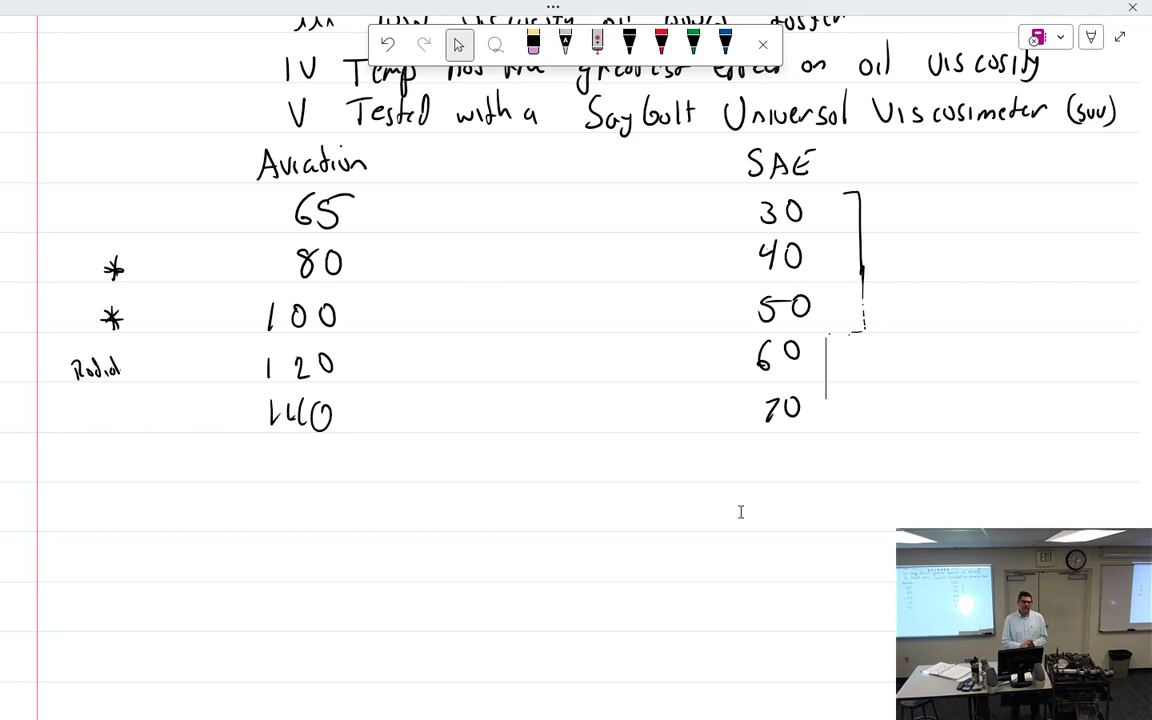 IV Temp has the greatest effect on oil Viscosity
V Tested with a Saybolt Universal Viscosimeter (SUV)
Aviation SAE
65 30
* 80 40
* 100 50
Radial 120 60
140 70
EXIT